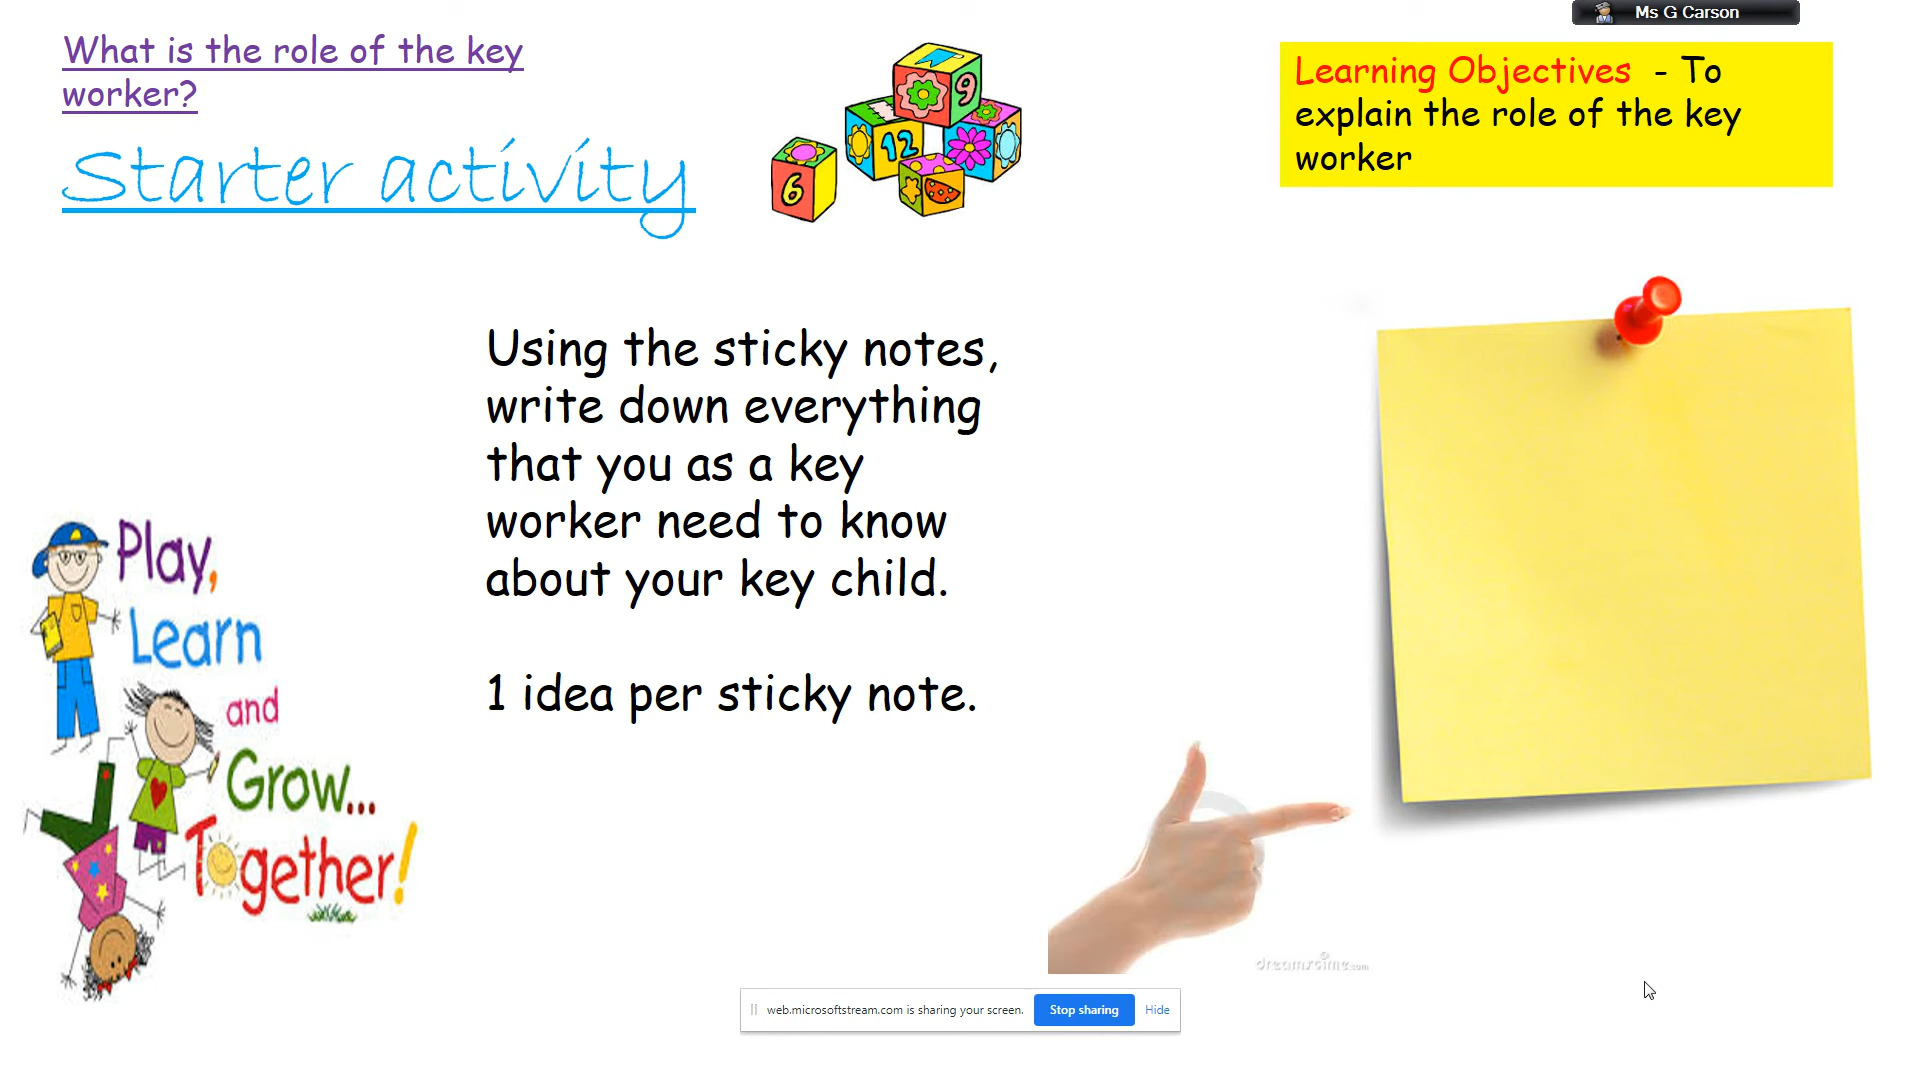 Ms G Carson
What is the role of the key
worker?
Starter activity
9
12
6
Learning Objectives - To
explain the role of the key
worker
Using the sticky notes,
write down everything
that you as a key
worker need to know
about your key child.
1 idea per sticky note.
Play,
Learn
and
Grow...
Together!
dreamstime.com
web.microsoftstream.com is sharing your screen.
Stop sharing
Hide